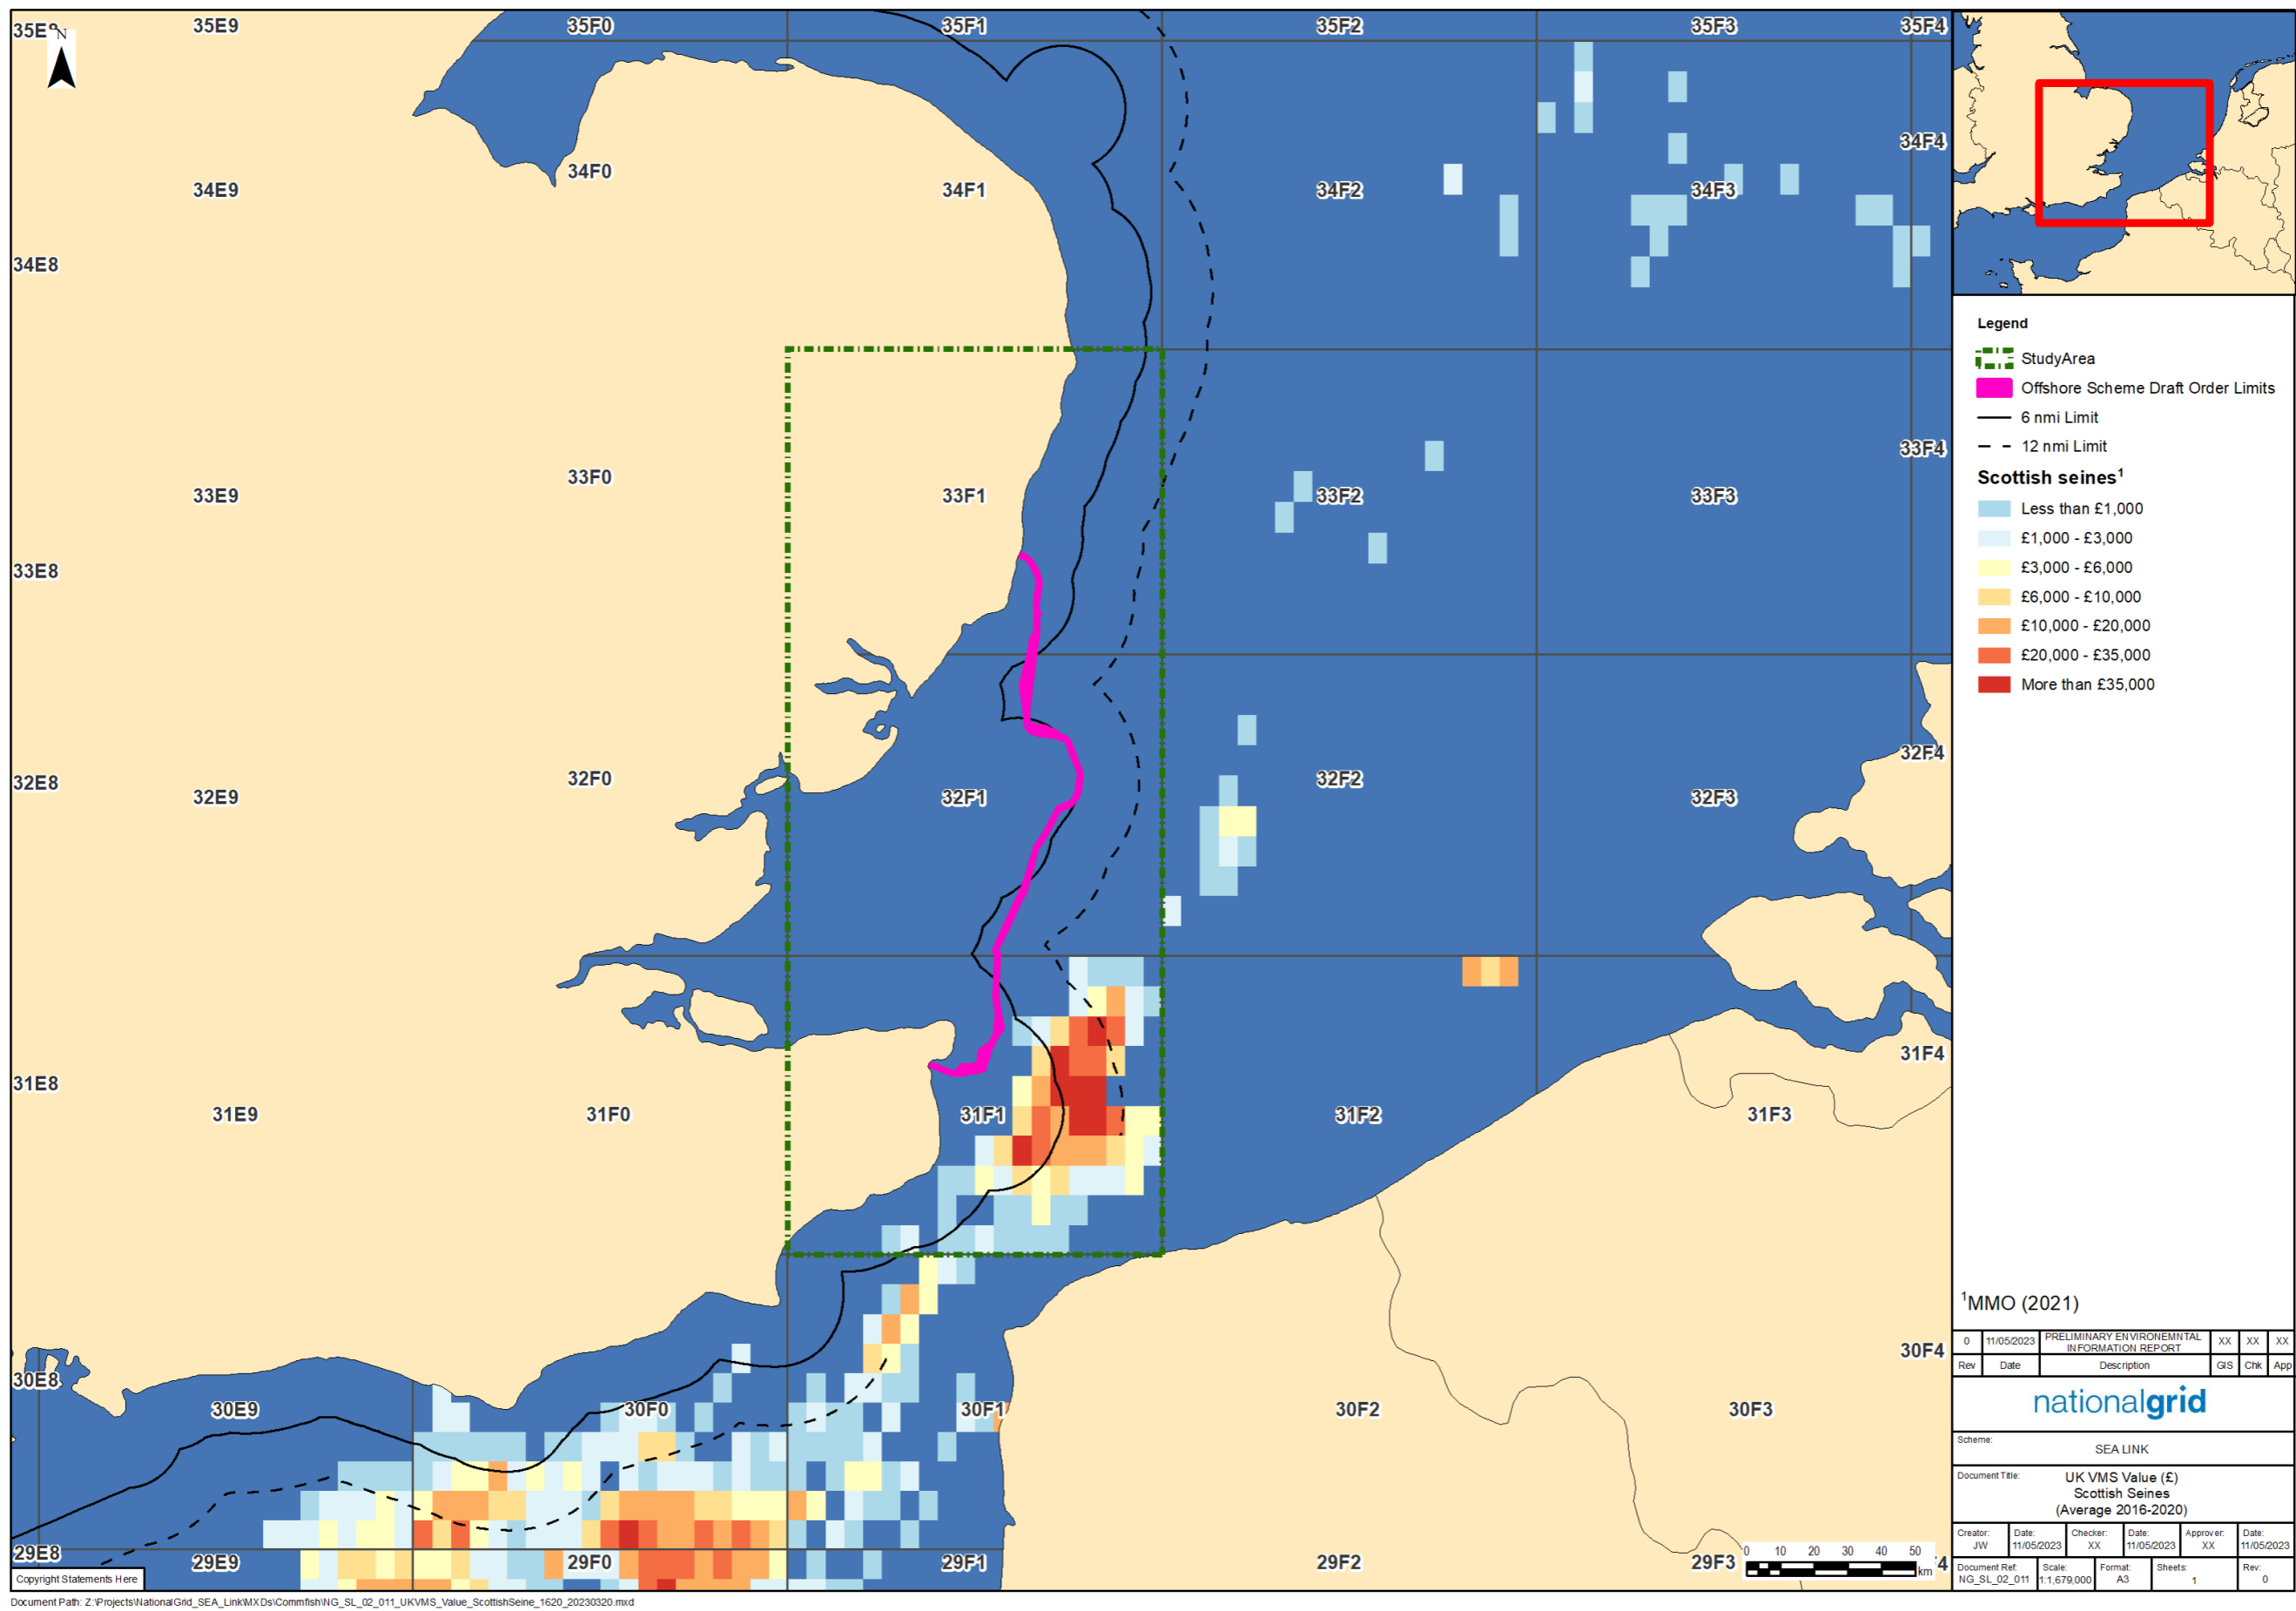 35E9
35F0
35F1
35F2
35F3
35F4
N
34F0
34F4
34E9
34F1
34F2
34F3
34E8
33F0
33F4
33E9
33F1
33F2
33F3
33E8
32F0
32F2
32F4
32E8
32E9
32F1
32F3
31F4
31E8
31E9
31F0
31F1
31F2
31F3
30F4
30E8
30E9
30F0
30F1
30F2
30F3
29E8
29E9
29F0
29F1
29F2
29F3
0 10 20 30 40 50
km
Copyright Statements Here
Document Path: Z:\Projects\NationalGrid_SEA_Link\MXDs\Commfish\NG_SL_02_011_UKVMS_Value_ScottishSeine_1620_20230320.mxd
Legend
StudyArea
Offshore Scheme Draft Order Limits
6 nmi Limit
12 nmi Limit
Scottish seines¹
Less than £1,000
£1,000 - £3,000
£3,000 - £6,000
£6,000 - £10,000
£10,000 - £20,000
£20,000 - £35,000
More than £35,000
¹MMO (2021)
0 11/05/2023 PRELIMINARY ENVIRONEMNTAL XX XX XX
INFORMATION REPORT
Rev Date Description GIS Chk App
nationalgrid
Scheme:
SEA LINK
Document Title:
UK VMS Value (£)
Scottish Seines
(Average 2016-2020)
Creator: Date: Checker: Date: Approver: Date:
JW 11/05/2023 XX 11/05/2023 XX 11/05/2023
Document Ref: Scale: Format: Sheets: Rev:
NG_SL_02_011 1:1,679,000 A3 1 0